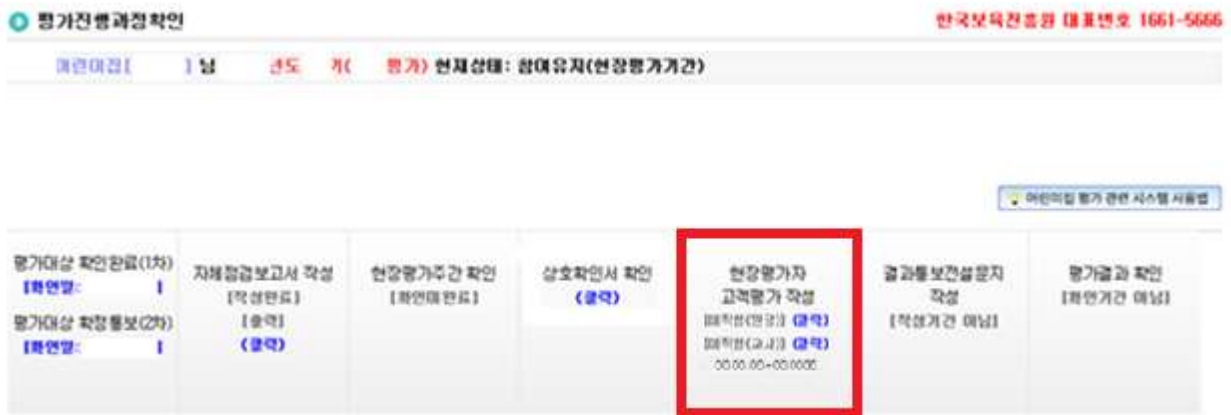 평가진행과정확인
한국보육진흥원 대표번호 1661-5666
어린이집[ ] 님 년도 기( 평가) 현재상태: 참여유지(현장평가기간)
어린이집 평가 관련 시스템 사용법
평가대상 확인완료(1차)
[확인일: ]
평가대상 확정통보(2차)
[확인일: ]
자체점검보고서 작성
[작성완료]
[출력]
(클릭)
현장평가주간 확인
[확인미완료]
상호확인서 확인
(클릭)
현장평가자
고객평가 작성
[미작성(원장)] (클릭)
[미작성(교사)] (클릭)
결과통보전설문지
작성
[작성기간 아님]
평가결과 확인
[확인기간 아님]